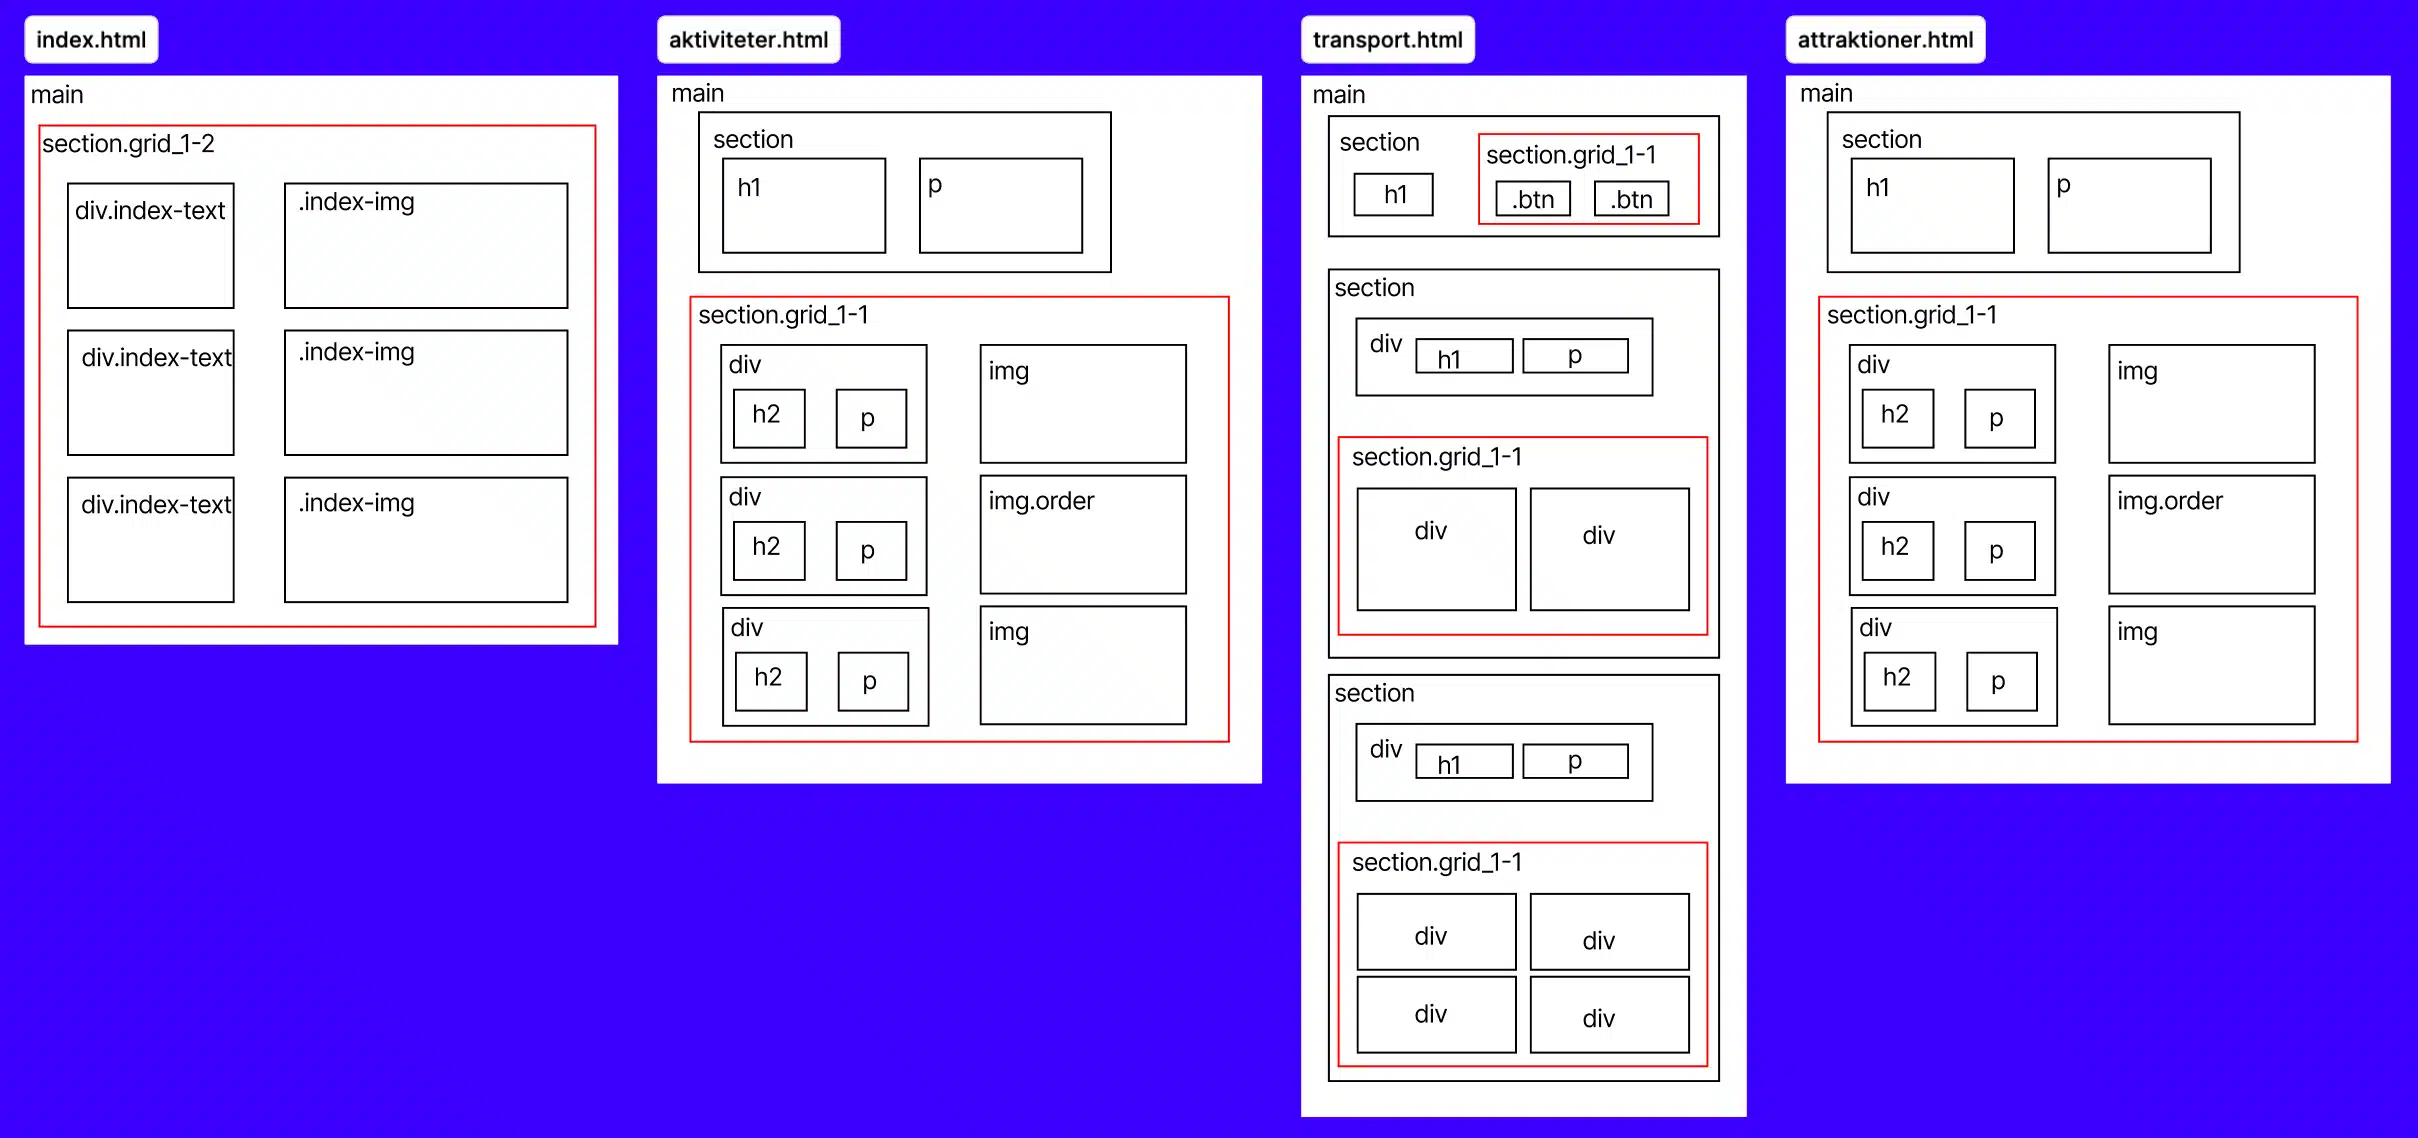 index.html
main
section.grid_1-2
div.index-text
.index-img
div.index-text
.index-img
div.index-text
.index-img
aktiviteter.html
main
section
h1
p
section.grid_1-1
div
h2
p
img
div
h2
p
img.order
div
h2
p
img
transport.html
main
section
h1
section.grid_1-1
.btn
.btn
section
div
h1
p
section.grid_1-1
div
div
section
div
h1
p
section.grid_1-1
div
div
div
div
attraktioner.html
main
section
h1
p
section.grid_1-1
div
h2
p
img
div
h2
p
img.order
div
h2
p
img